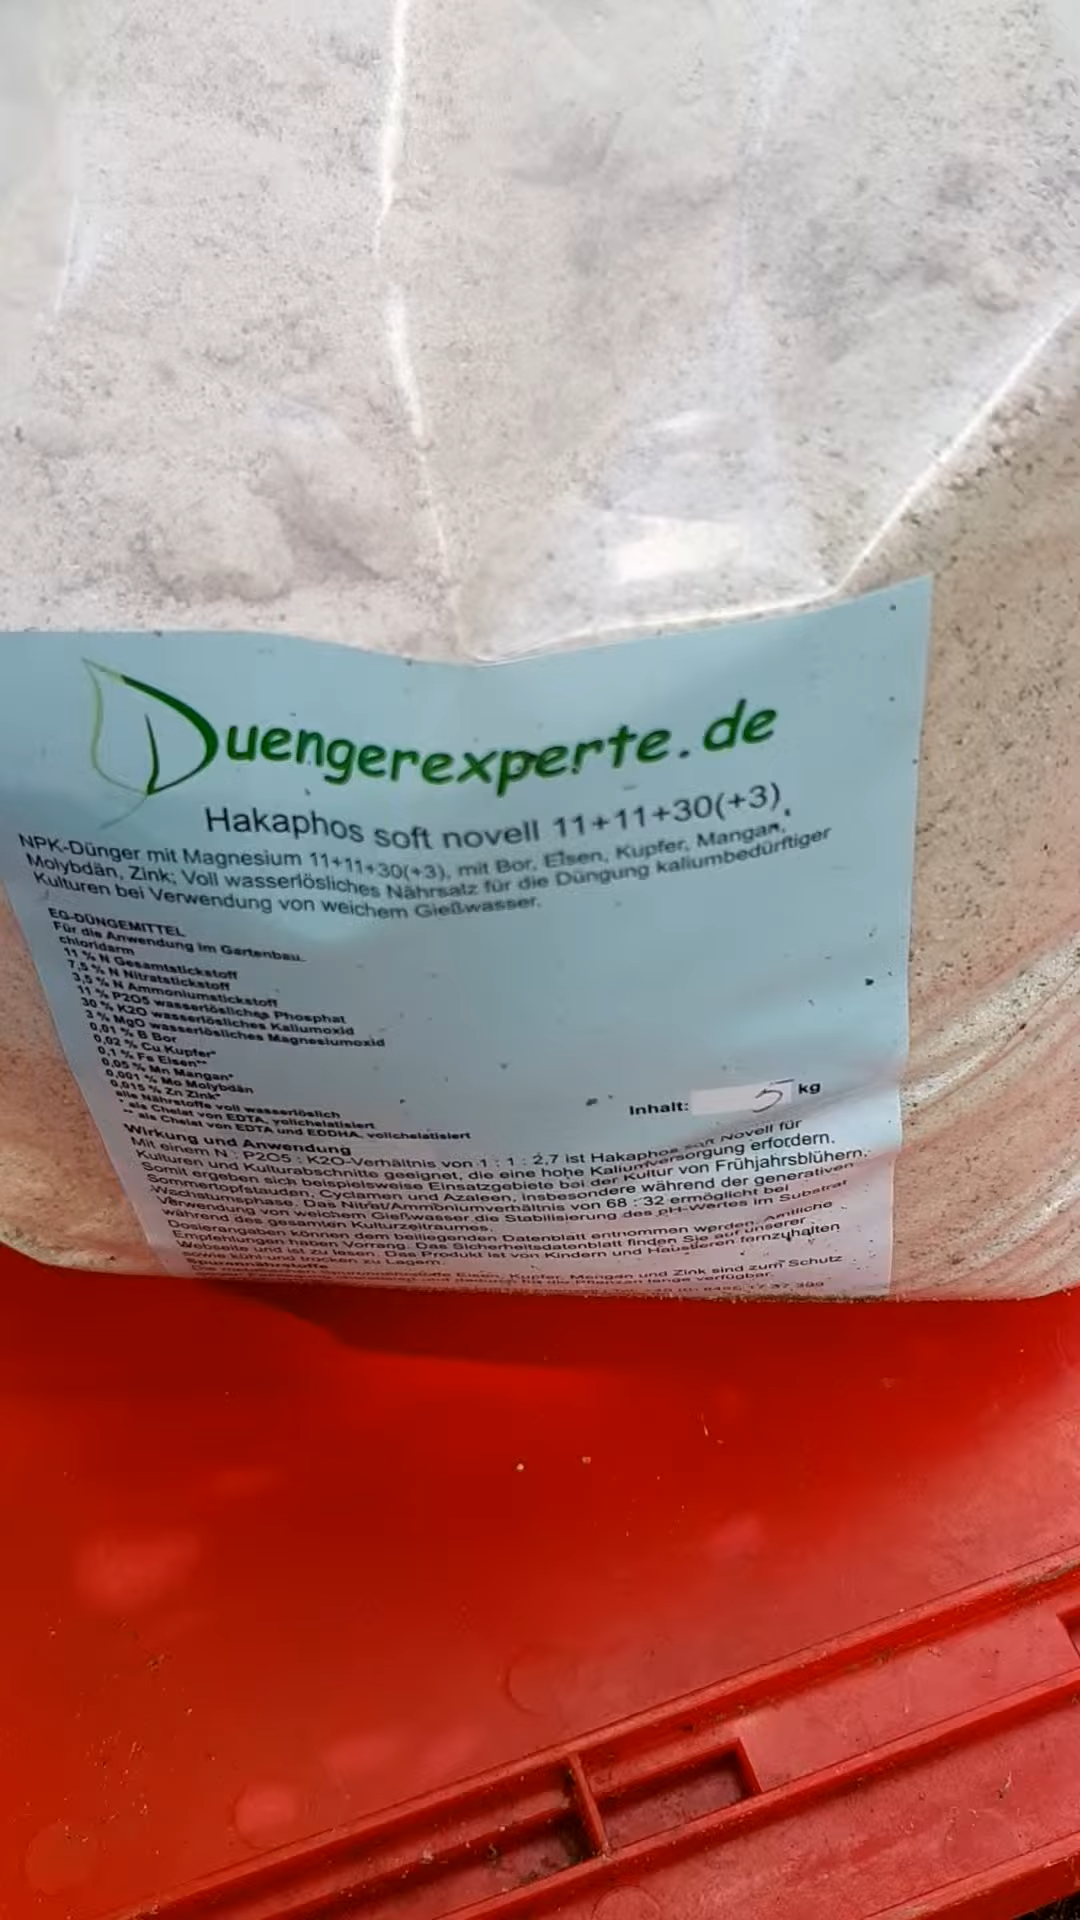 Duengerexperte.de
Hakaphos soft novell 11+11+30(+3)
NPK-Dünger mit Magnesium 11+11+30(+3), mit Bor, Eisen, Kupfer, Mangan,
Molybdän, Zink; Voll wasserlösliches Nährsalz für die Düngung kaliumbedürftiger
Kulturen bei Verwendung von weichem Gießwasser.
EG-DÜNGEMITTEL
Für die Anwendung im Gartenbau.
chloridarm
11 % N Gesamtstickstoff
7,5 % N Nitratstickstoff
3,5 % N Ammoniumstickstoff
11 % P2O5 wasserlösliches Phosphat
30 % K2O wasserlösliches Kaliumoxid
3 % MgO wasserlösliches Magnesiumoxid
0,01 % B Bor
0,02 % Cu Kupfer*
0,1 % Fe Eisen**
0,05 % Mn Mangan*
0,001 % Mo Molybdän
0,015 % Zn Zink*
alle Nährstoffe voll wasserlöslich
* als Chelat von EDTA, vollchelatisiert
** als Chelat von EDTA und EDDHA, vollchelatisiert
Inhalt: 5 kg
Wirkung und Anwendung
Mit einem N : P2O5 : K2O-Verhältnis von 1 : 1 : 2,7 ist Hakaphos soft Novell für
Kulturen und Kulturabschnitte geeignet, die eine hohe Kaliumversorgung erfordern.
Somit ergeben sich beispielsweise Einsatzgebiete bei der Kultur von Frühjahrsblühern,
Sommertopfstauden, Cyclamen und Azaleen, insbesondere während der generativen
Wachstumsphase. Das Nitrat/Ammoniumverhältnis von 68 : 32 ermöglicht bei
Verwendung von weichem Gießwasser die Stabilisierung des pH-Wertes im Substrat
während des gesamten Kulturzeitraumes.
Dosierangaben können dem beiliegenden Datenblatt entnommen werden. Amtliche
Empfehlungen haben Vorrang. Das Sicherheitsdatenblatt finden Sie auf unserer
Webseite und ist zu lesen. Das Produkt ist von Kindern und Haustieren fernzuhalten
sowie kühl und trocken zu Lagern.
Spurennährstoffe
Eisen, Kupfer, Mangan und Zink sind zum Schutz
lange verfügbar.